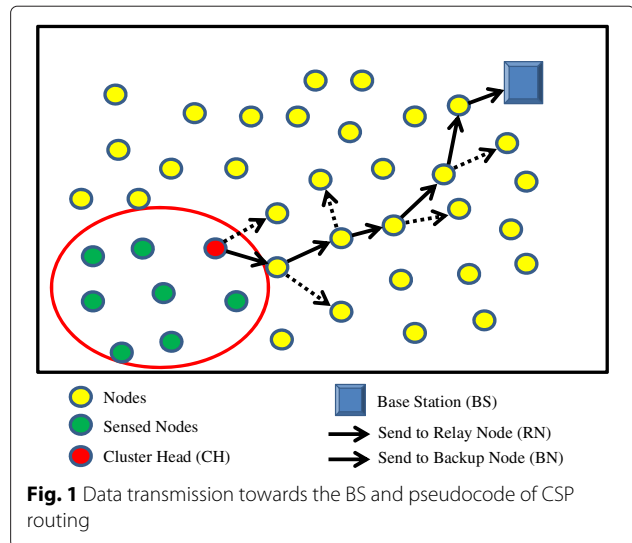 Nodes
Sensed Nodes
Cluster Head (CH)
Base Station (BS)
Send to Relay Node (RN)
Send to Backup Node (BN)
Fig. 1 Data transmission towards the BS and pseudocode of CSP
routing